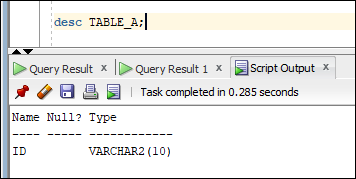 desc TABLE_A;
Query Result x Query Result 1 x Script Output x
Task completed in 0.285 seconds
Name Null? Type
---- ----- ------------
ID VARCHAR2(10)